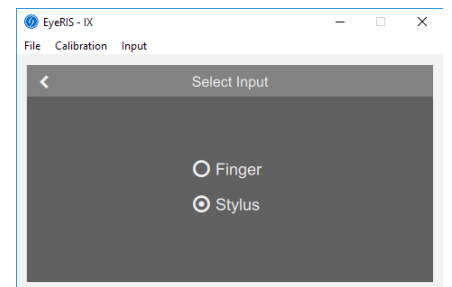 EyeRIS - IX
File Calibration Input
Select Input
Finger
Stylus